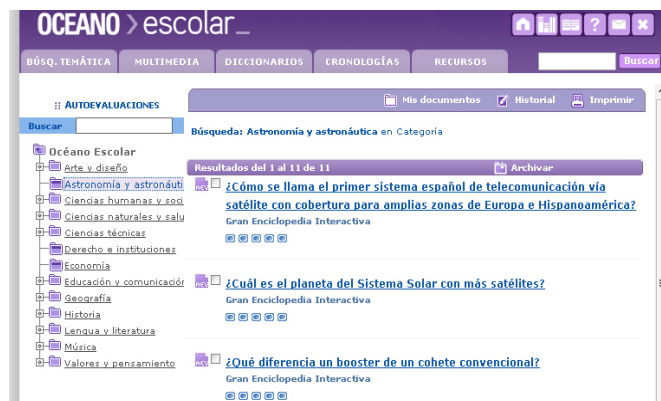 OCEANO > escolar_
BÚSQ. TEMÁTICA
MULTIMEDIA
DICCIONARIOS
CRONOLOGÍAS
RECURSOS
Buscar
:: AUTOEVALUACIONES
Mis documentos
Historial
Imprimir
Buscar
Búsqueda: Astronomía y astronáutica en Categoría
Océano Escolar
Arte y diseño
Astronomía y astronáuti
Ciencias humanas y soci
Ciencias naturales y salu
Ciencias técnicas
Derecho e instituciones
Economía
Educación y comunicación
Geografía
Historia
Lengua y literatura
Música
Valores y pensamiento
Resultados del 1 al 11 de 11
Archivar
¿Cómo se llama el primer sistema español de telecomunicación vía
satélite con cobertura para amplias zonas de Europa e Hispanoamérica?
Gran Enciclopedia Interactiva
¿Cuál es el planeta del Sistema Solar con más satélites?
Gran Enciclopedia Interactiva
¿Qué diferencia un booster de un cohete convencional?
Gran Enciclopedia Interactiva